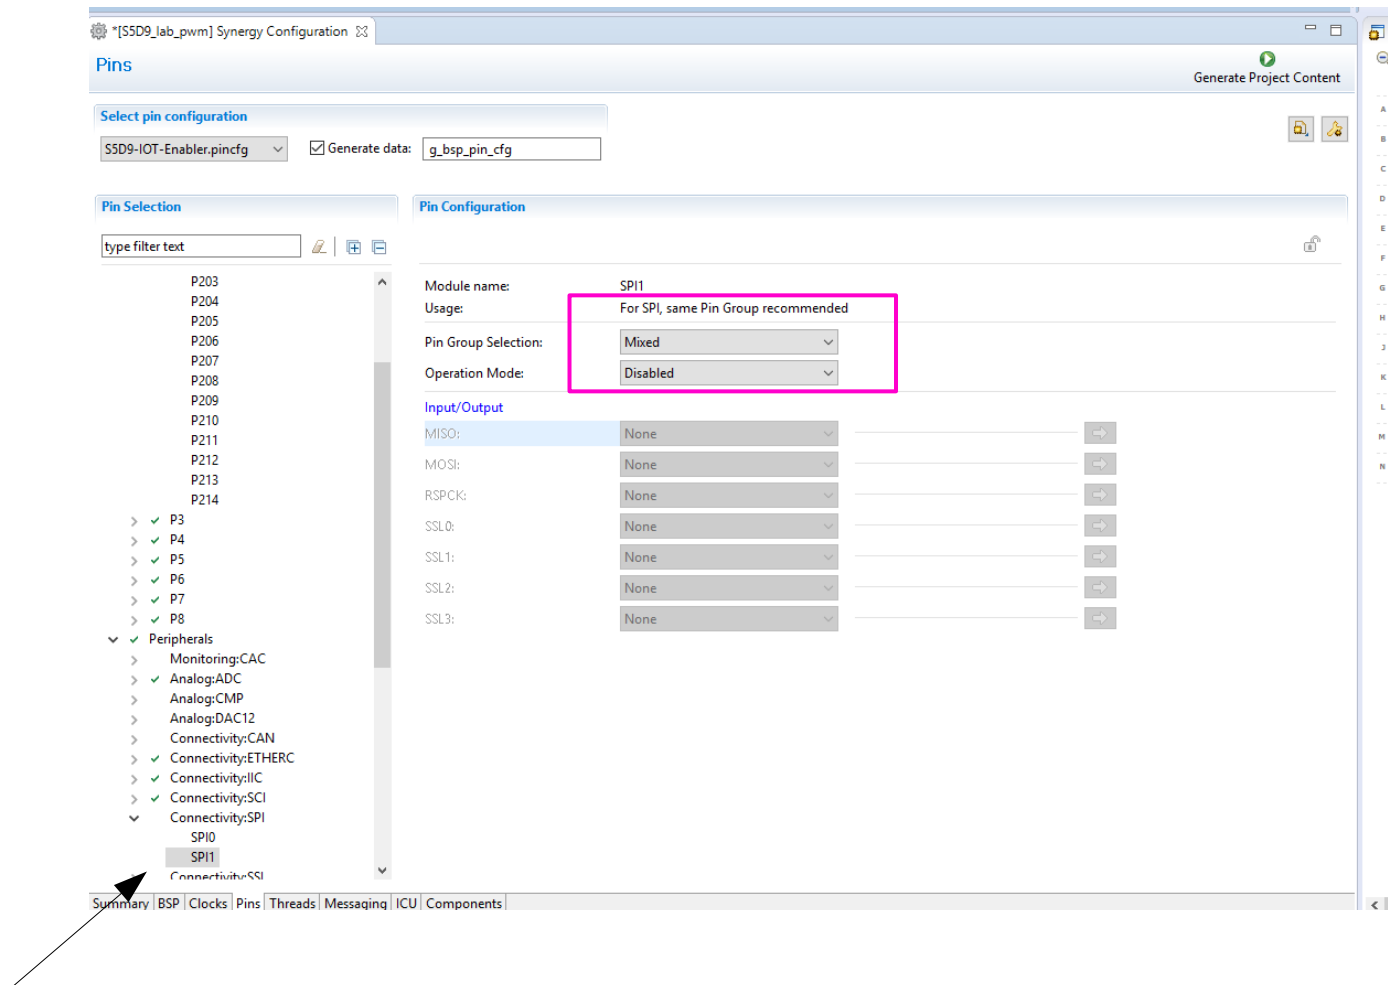 *[S5D9_lab_pwm] Synergy Configuration
Pins
Generate Project Content
Select pin configuration
S5D9-IOT-Enabler.pincfg
Generate data:
g_bsp_pin_cfg
Pin Selection
Pin Configuration
type filter text
P203
P204
P205
P206
P207
P208
P209
P210
P211
P212
P213
P214
P3
P4
P5
P6
P7
P8
Peripherals
Monitoring:CAC
Analog:ADC
Analog:CMP
Analog:DAC12
Connectivity:CAN
Connectivity:ETHERC
Connectivity:IIC
Connectivity:SCI
Connectivity:SPI
SPI0
SPI1
Connectivity:SSI
Module name: SPI1
Usage: For SPI, same Pin Group recommended
Pin Group Selection: Mixed
Operation Mode: Disabled
Input/Output
MISO: None
MOSI: None
RSPCK: None
SSL0: None
SSL1: None
SSL2: None
SSL3: None
Summary BSP Clocks Pins Threads Messaging ICU Components
A
B
C
D
E
F
G
H
J
K
L
M
N